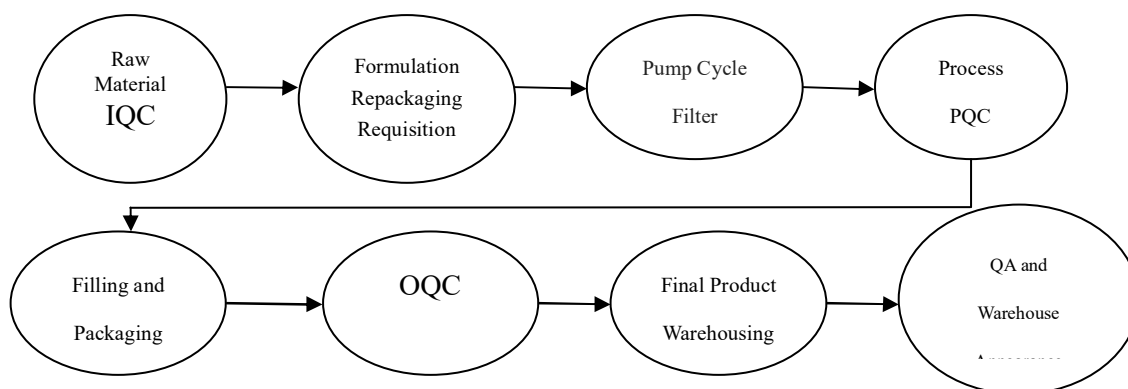 Raw
Material
IQC
Formulation
Repackaging
Requisition
Pump Cycle
Filter
Process
PQC
Filling and
Packaging
OQC
Final Product
Warehousing
QA and
Warehouse